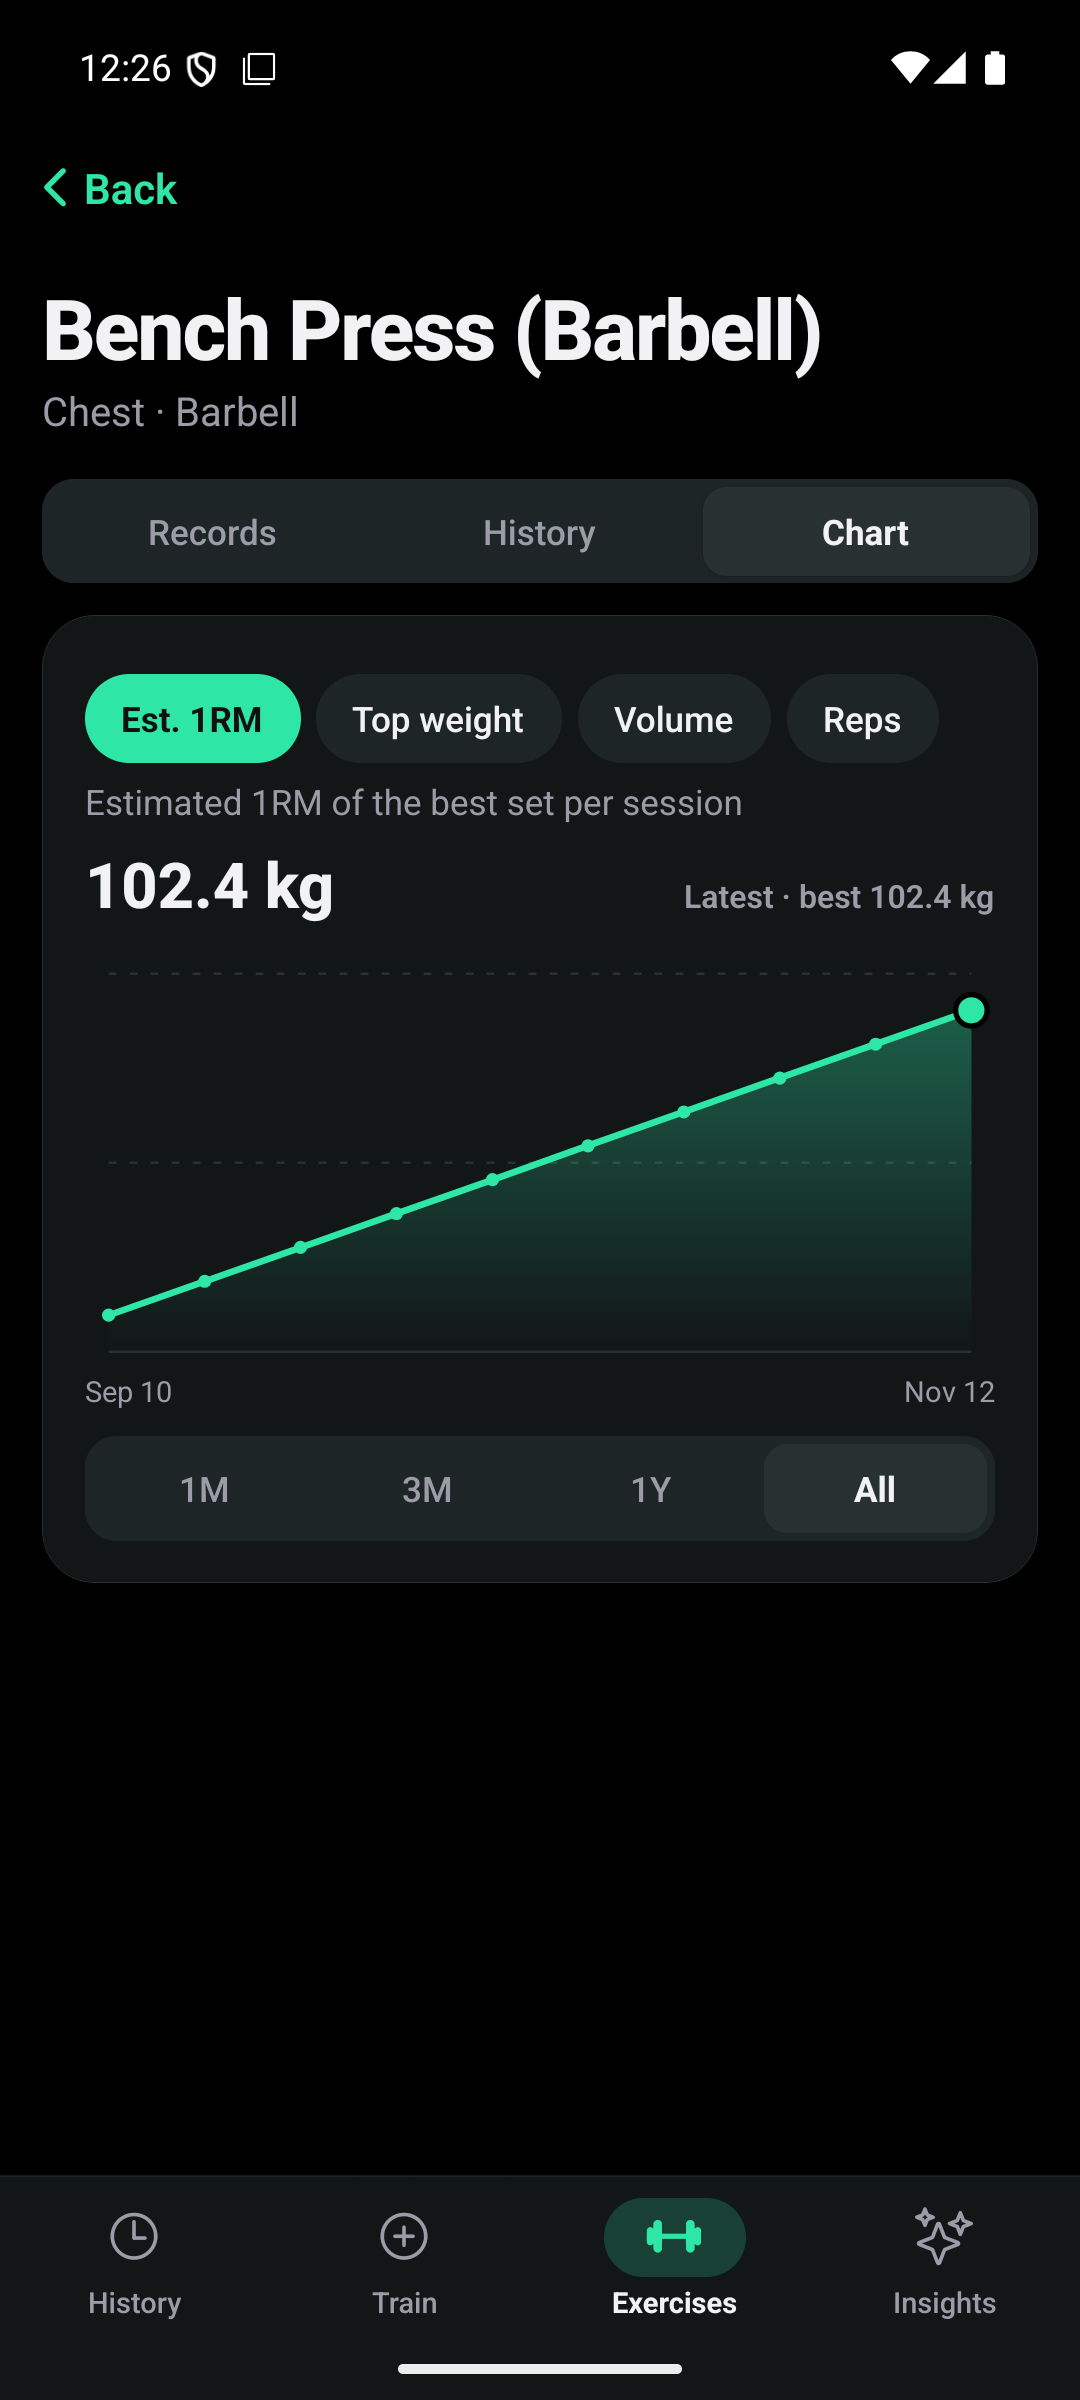 12:26
Back
Bench Press (Barbell)
Chest · Barbell
Records History Chart
Est. 1RM Top weight Volume Reps
Estimated 1RM of the best set per session
102.4 kg Latest · best 102.4 kg
Sep 10 Nov 12
1M 3M 1Y All
History Train Exercises Insights